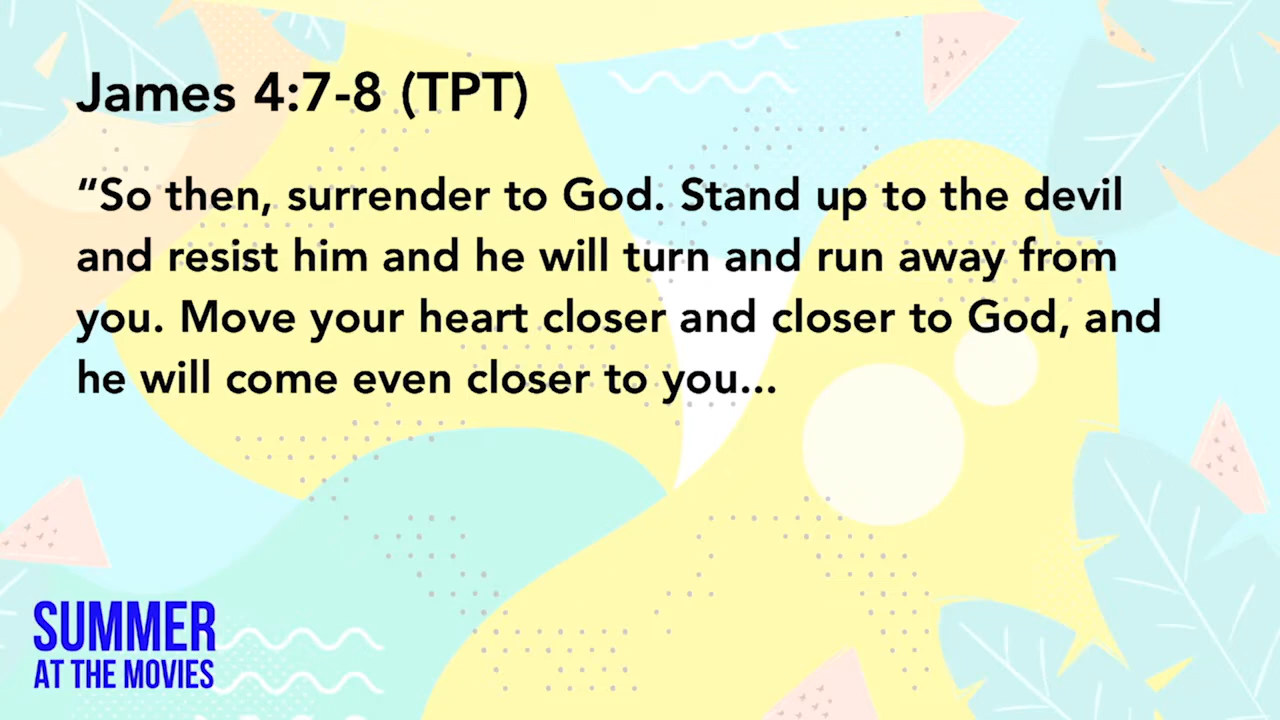 James 4:7-8 (TPT)
“So then, surrender to God. Stand up to the devil
and resist him and he will turn and run away from
you. Move your heart closer and closer to God, and
he will come even closer to you...
SUMMER
AT THE MOVIES